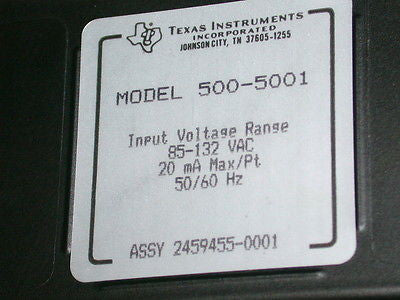 TEXAS INSTRUMENTS
INCORPORATED
JOHNSON CITY, TN 37605-1255
MODEL 500-5001
Input Voltage Range
85-132 VAC
20 mA Max/Pt
50/60 Hz
ASSY 2459455-0001